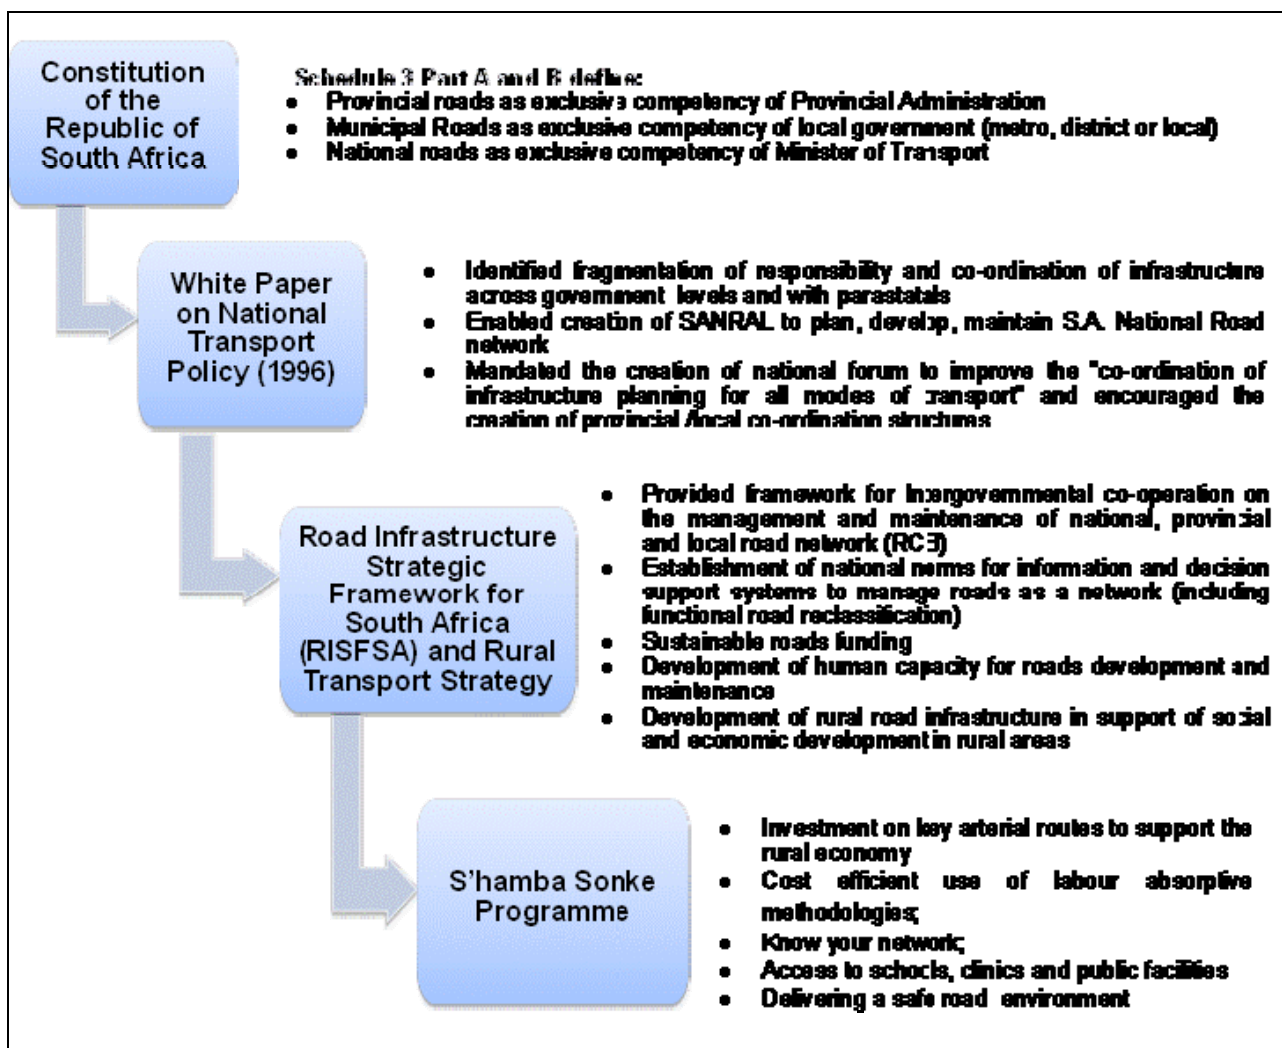 Constitution
of the
Republic of
South Africa
Schedule 3 Part A and B define:
• Provincial roads as exclusive competency of Provincial Administration
• Municipal Roads as exclusive competency of local government (metro, district or local)
• National roads as exclusive competency of Minister of Transport
White Paper
on National
Transport
Policy (1996)
• Identified fragmentation of responsibility and co-ordination of infrastructure
across government levels and with parastatals
• Enabled creation of SANRAL to plan, develop, maintain S.A. National Road
network
• Mandated the creation of national forum to improve the "co-ordination of
infrastructure planning for all modes of transport" and encouraged the
creation of provincial /local co-ordination structures
Road Infrastructure
Strategic
Framework for
South Africa
(RISFSA) and Rural
Transport Strategy
• Provided framework for Intergovernmental co-operation on
the management and maintenance of national, provincial
and local road network (RCB)
• Establishment of national norms for information and decision
support systems to manage roads as a network (including
functional road reclassification)
• Sustainable roads funding
• Development of human capacity for roads development and
maintenance
• Development of rural road infrastructure in support of social
and economic development in rural areas
S'hamba Sonke
Programme
• Investment on key arterial routes to support the
rural economy
• Cost efficient use of labour absorptive
methodologies;
• Know your network;
• Access to schools, clinics and public facilities
• Delivering a safe road environment